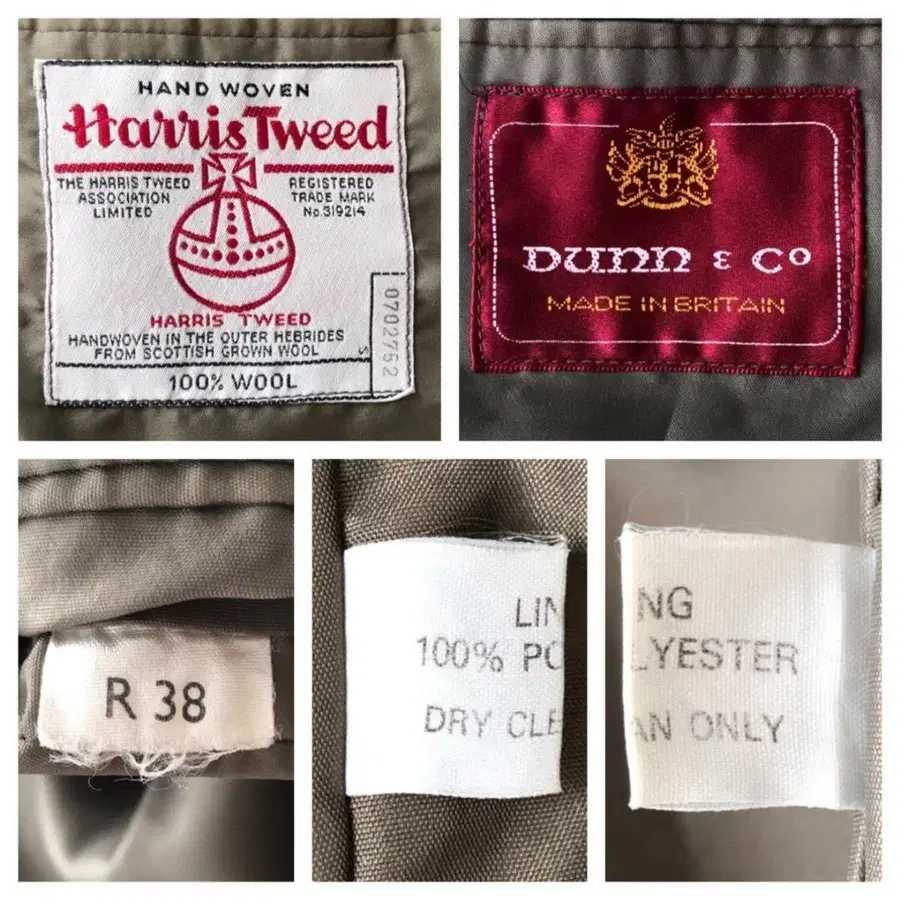 HAND WOVEN
Harris Tweed
THE HARRIS TWEED
ASSOCIATION
LIMITED
REGISTERED
TRADE MARK
No.319214
HARRIS TWEED
HANDWOVEN IN THE OUTER HEBRIDES
FROM SCOTTISH GROWN WOOL
S
0702752
100% WOOL
DUNN & Co
MADE IN BRITAIN
R 38
LIN
100% PO
DRY CLE
NG
LYESTER
AN ONLY